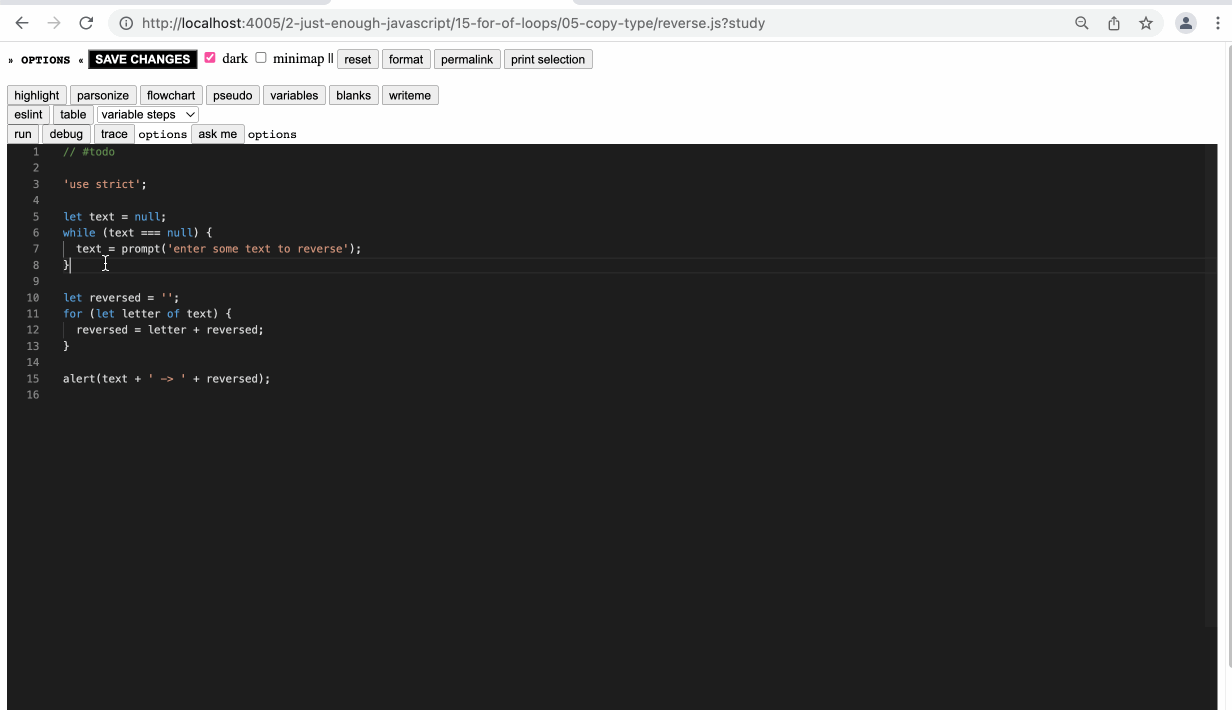 http://localhost:4005/2-just-enough-javascript/15-for-of-loops/05-copy-type/reverse.js?study
» OPTIONS « SAVE CHANGES dark minimap || reset format permalink print selection
highlight parsonize flowchart pseudo variables blanks writeme
eslint table variable steps
run debug trace options ask me options
1 // #todo
2
3 'use strict';
4
5 let text = null;
6 while (text === null) {
7 text = prompt('enter some text to reverse');
8 }
9
10 let reversed = '';
11 for (let letter of text) {
12 reversed = letter + reversed;
13 }
14
15 alert(text + ' -> ' + reversed);
16